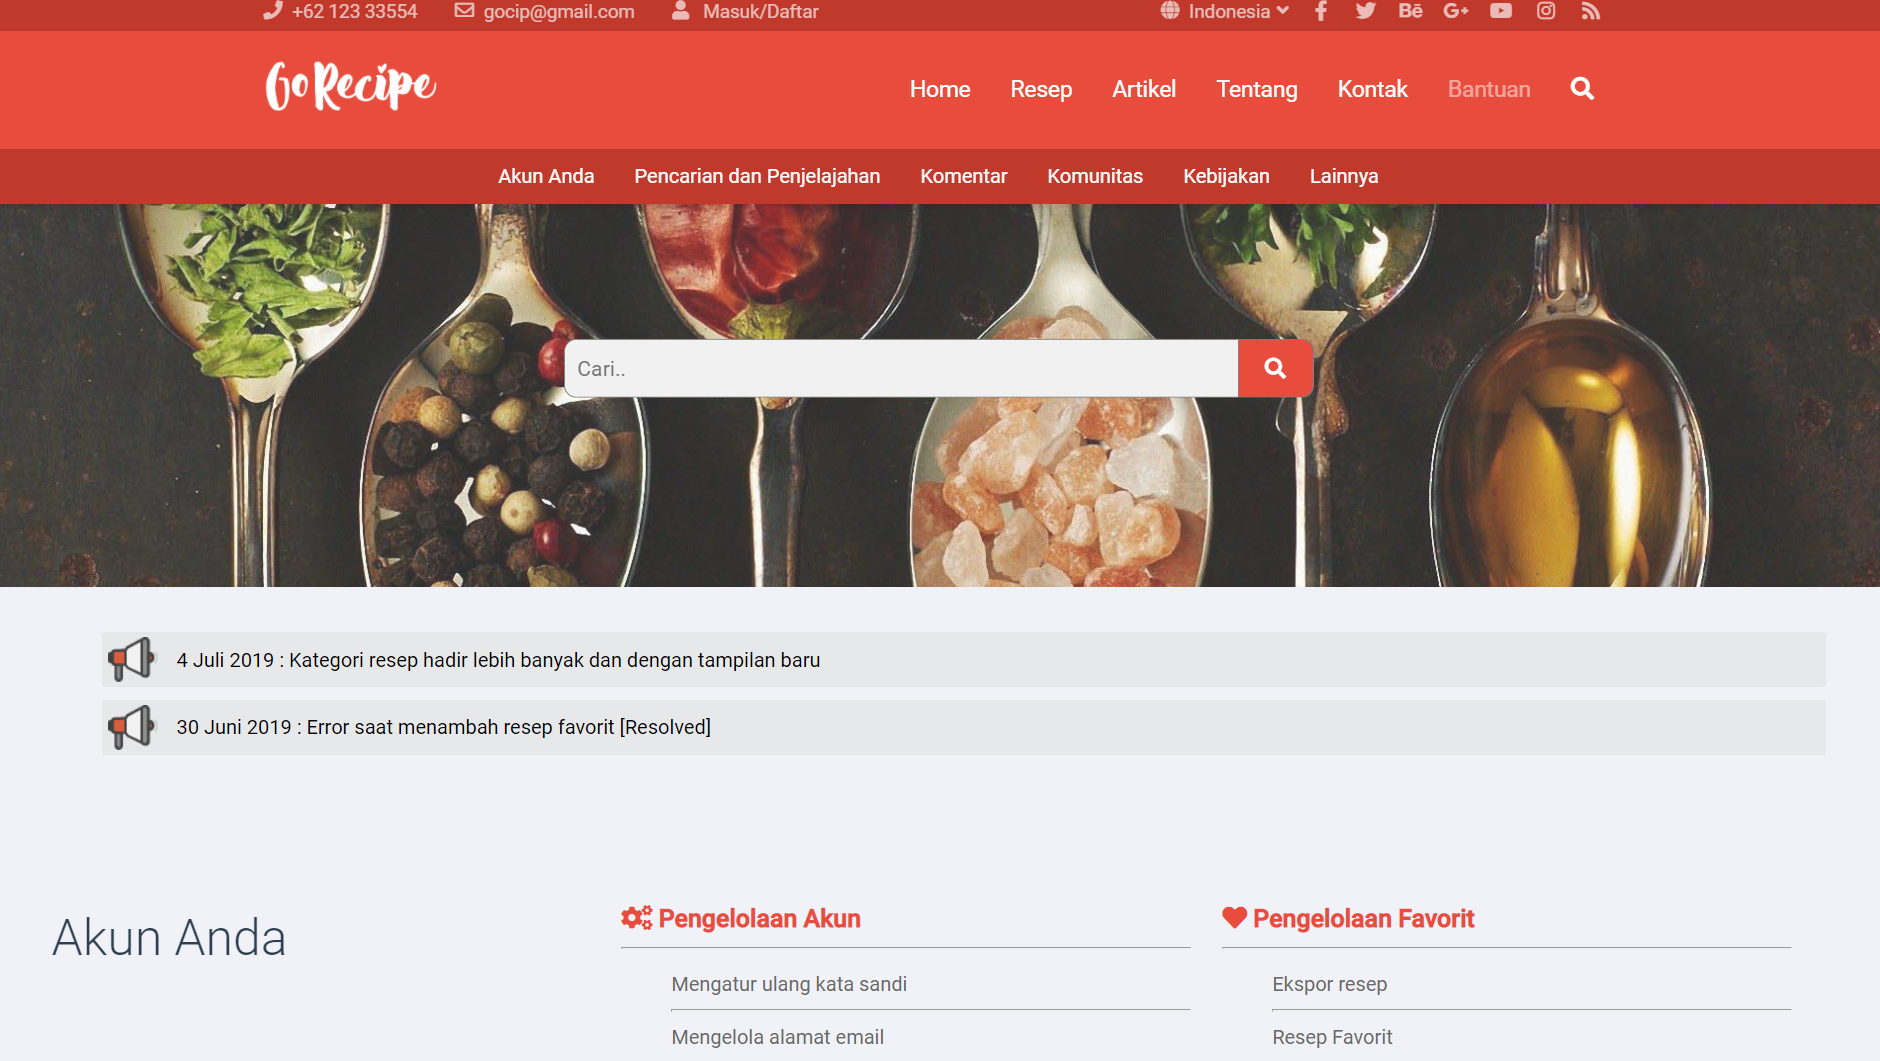 +62 123 33554 gocip@gmail.com Masuk/Daftar Indonesia Bē G+
Go Recipe
Home Resep Artikel Tentang Kontak Bantuan
Akun Anda Pencarian dan Penjelajahan Komentar Komunitas Kebijakan Lainnya
Cari..
4 Juli 2019 : Kategori resep hadir lebih banyak dan dengan tampilan baru
30 Juni 2019 : Error saat menambah resep favorit [Resolved]
Akun Anda
Pengelolaan Akun
Mengatur ulang kata sandi
Mengelola alamat email
Pengelolaan Favorit
Ekspor resep
Resep Favorit